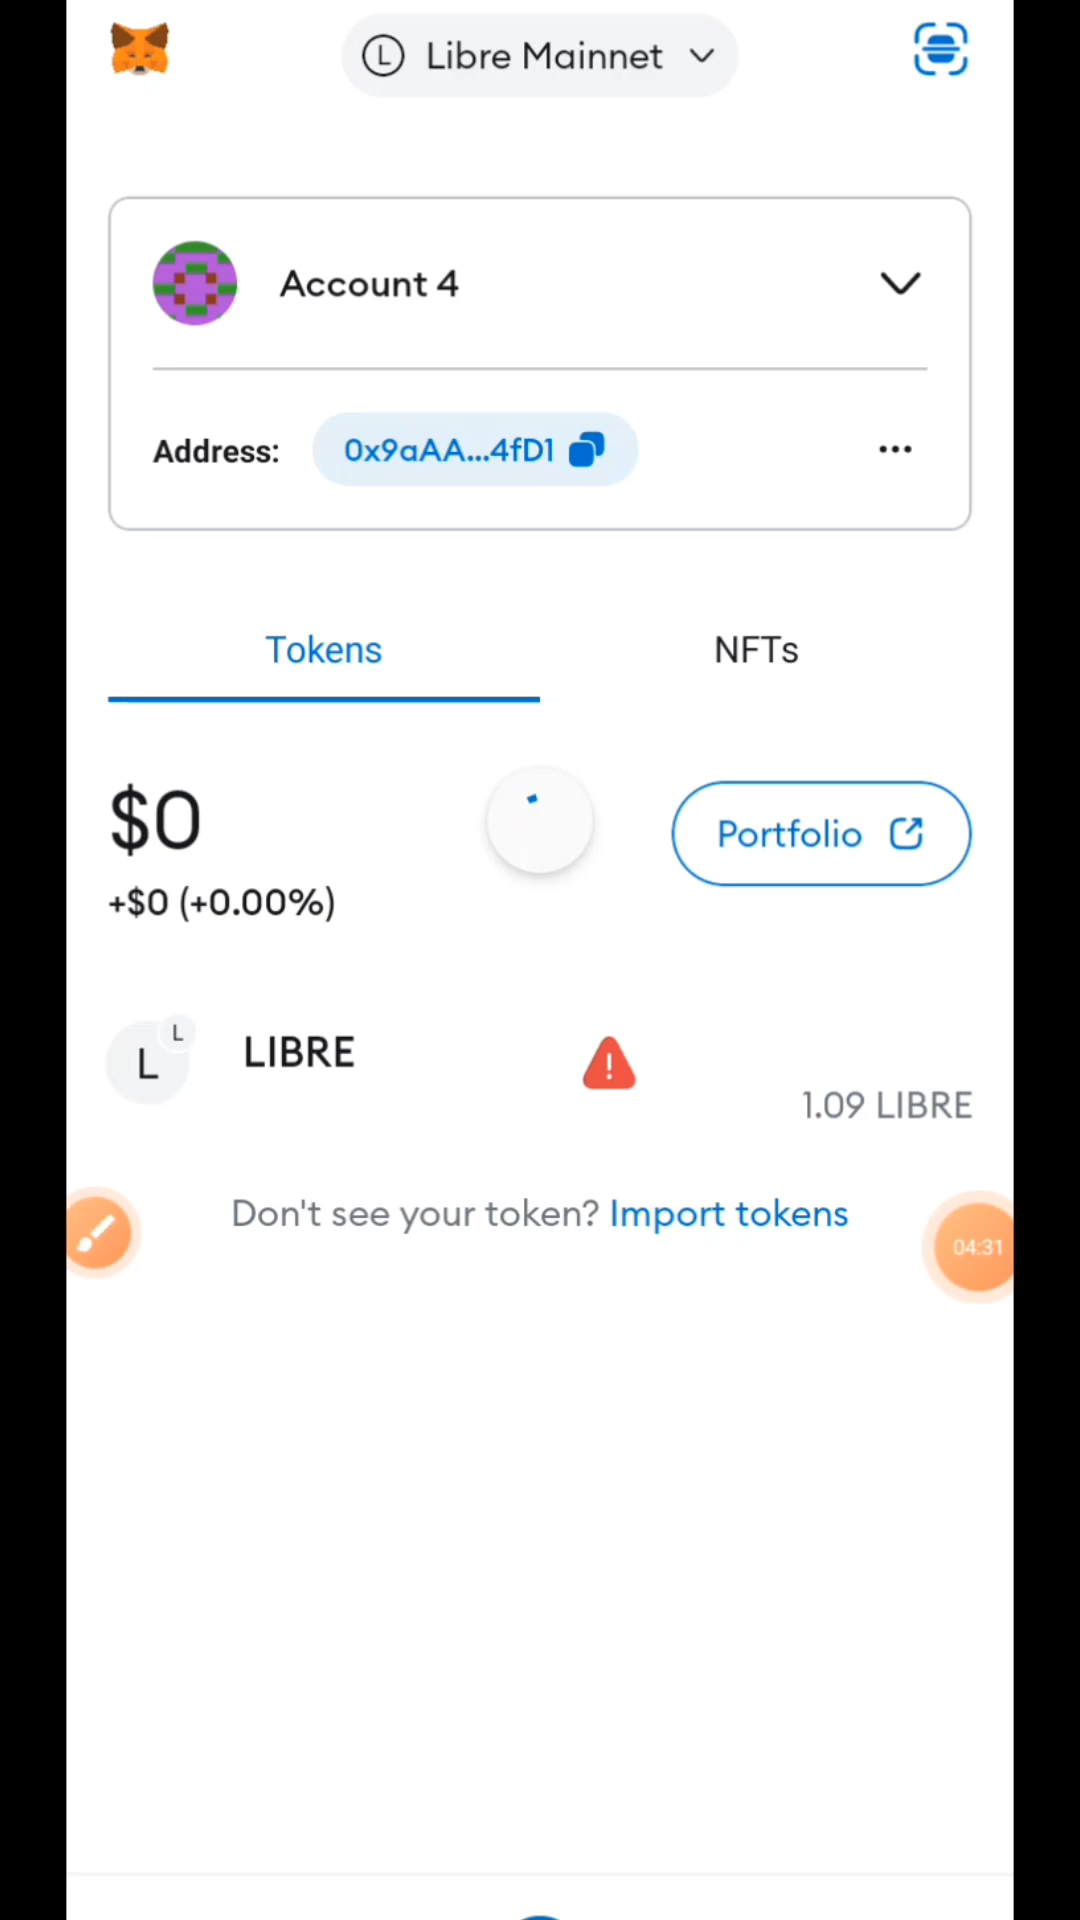 L Libre Mainnet
Account 4
Address: 0x9aAA...4fD1
Tokens NFTs
$0
Portfolio
+$0 (+0.00%)
L
L
LIBRE
1.09 LIBRE
Don't see your token? Import tokens
04:31